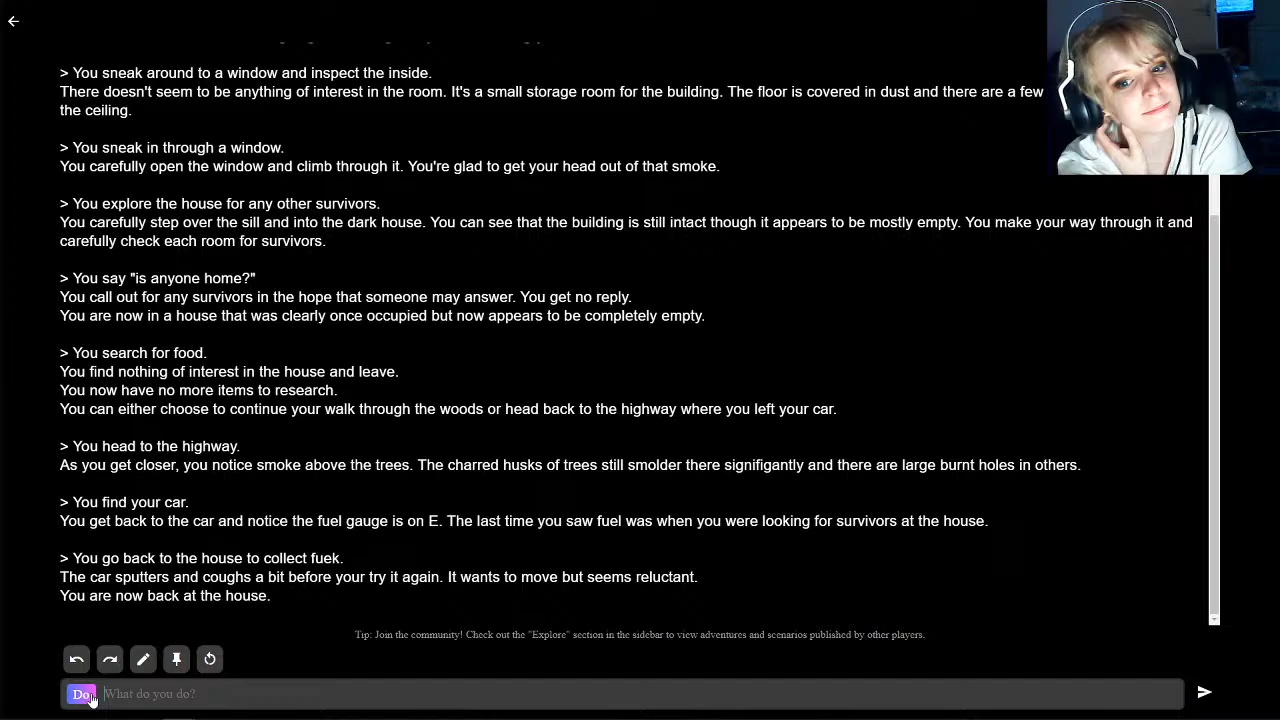 > You sneak around to a window and inspect the inside.
There doesn't seem to be anything of interest in the room. It's a small storage room for the building. The floor is covered in dust and there are a few
the ceiling.
> You sneak in through a window.
You carefully open the window and climb through it. You're glad to get your head out of that smoke.
> You explore the house for any other survivors.
You carefully step over the sill and into the dark house. You can see that the building is still intact though it appears to be mostly empty. You make your way through it and
carefully check each room for survivors.
> You say "is anyone home?"
You call out for any survivors in the hope that someone may answer. You get no reply.
You are now in a house that was clearly once occupied but now appears to be completely empty.
> You search for food.
You find nothing of interest in the house and leave.
You now have no more items to research.
You can either choose to continue your walk through the woods or head back to the highway where you left your car.
> You head to the highway.
As you get closer, you notice smoke above the trees. The charred husks of trees still smolder there signifigantly and there are large burnt holes in others.
> You find your car.
You get back to the car and notice the fuel gauge is on E. The last time you saw fuel was when you were looking for survivors at the house.
> You go back to the house to collect fuek.
The car sputters and coughs a bit before your try it again. It wants to move but seems reluctant.
You are now back at the house.
Tip: Join the community! Check out the "Explore" section in the sidebar to view adventures and scenarios published by other players.
Do What do you do?